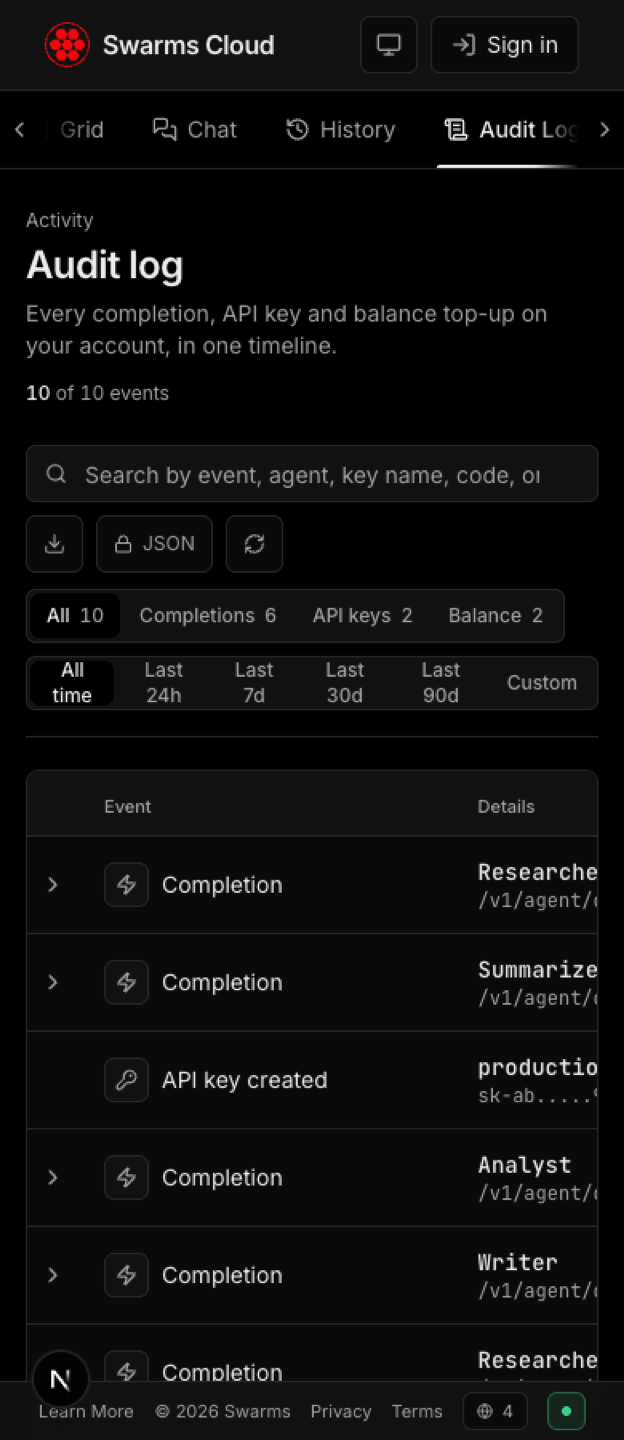 Swarms Cloud
Sign in
Grid
Chat
History
Audit Log
Activity
Audit log
Every completion, API key and balance top-up on
your account, in one timeline.
10 of 10 events
Search by event, agent, key name, code, or
JSON
All 10
Completions 6
API keys 2
Balance 2
All
time
Last
24h
Last
7d
Last
30d
Last
90d
Custom
Event
Details
Completion
Researche
/v1/agent/
Completion
Summarize
/v1/agent/
API key created
productio
sk-ab.....
Completion
Analyst
/v1/agent/
Completion
Writer
/v1/agent/
Completion
Researche
N
Learn More
© 2026 Swarms
Privacy
Terms
4